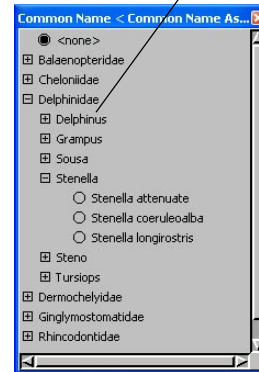 Common Name < Common Name As...
<none>
Balaenopteridae
Cheloniidae
Delphinidae
Delphinus
Grampus
Sousa
Stenella
Stenella attenuate
Stenella coeruleoalba
Stenella longirostris
Steno
Tursiops
Dermochelyidae
Ginglymostomatidae
Rhincodontidae